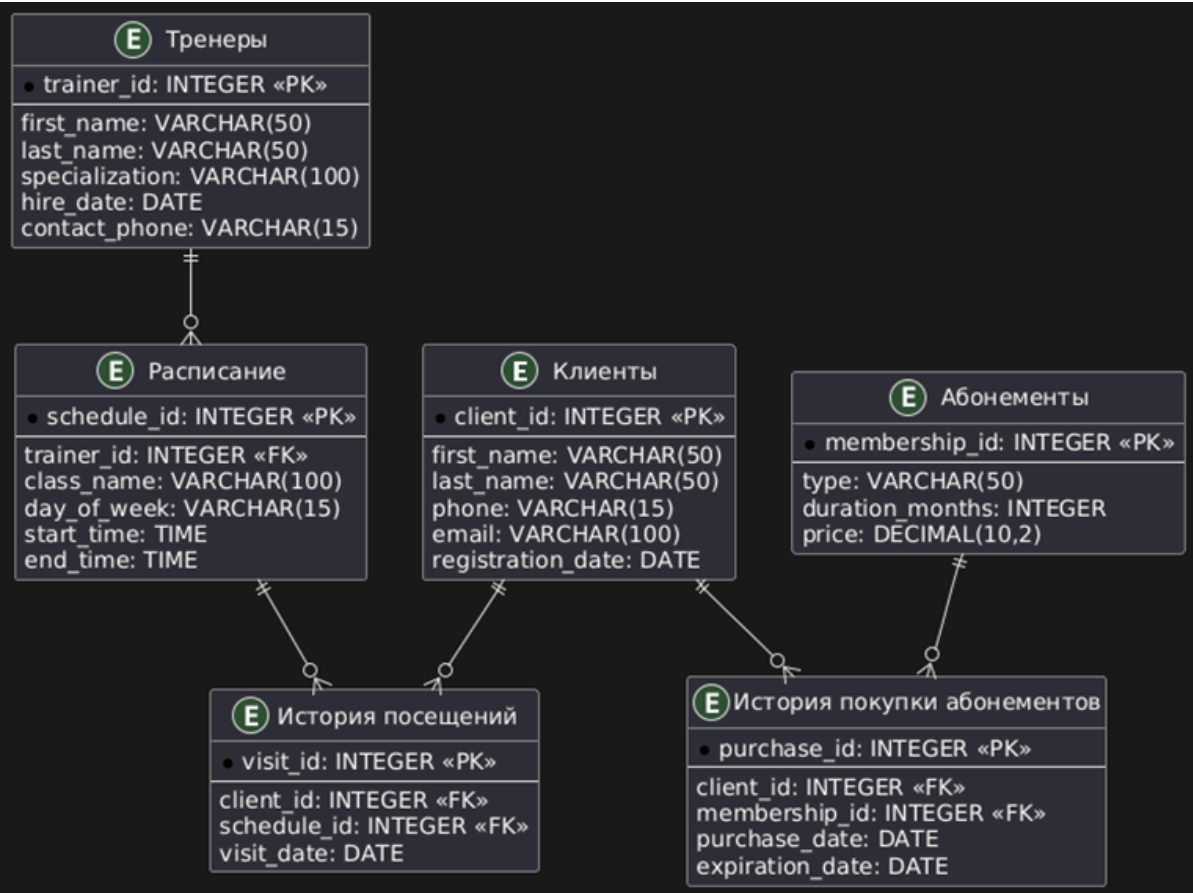 E Тренеры
trainer_id: INTEGER «PK»
first_name: VARCHAR(50)
last_name: VARCHAR(50)
specialization: VARCHAR(100)
hire_date: DATE
contact_phone: VARCHAR(15)
E Расписание
schedule_id: INTEGER «PK»
trainer_id: INTEGER «FK»
class_name: VARCHAR(100)
day_of_week: VARCHAR(15)
start_time: TIME
end_time: TIME
E Клиенты
client_id: INTEGER «PK»
first_name: VARCHAR(50)
last_name: VARCHAR(50)
phone: VARCHAR(15)
email: VARCHAR(100)
registration_date: DATE
E Абонементы
membership_id: INTEGER «PK»
type: VARCHAR(50)
duration_months: INTEGER
price: DECIMAL(10,2)
E История посещений
visit_id: INTEGER «PK»
client_id: INTEGER «FK»
schedule_id: INTEGER «FK»
visit_date: DATE
E История покупки абонементов
purchase_id: INTEGER «PK»
client_id: INTEGER «FK»
membership_id: INTEGER «FK»
purchase_date: DATE
expiration_date: DATE